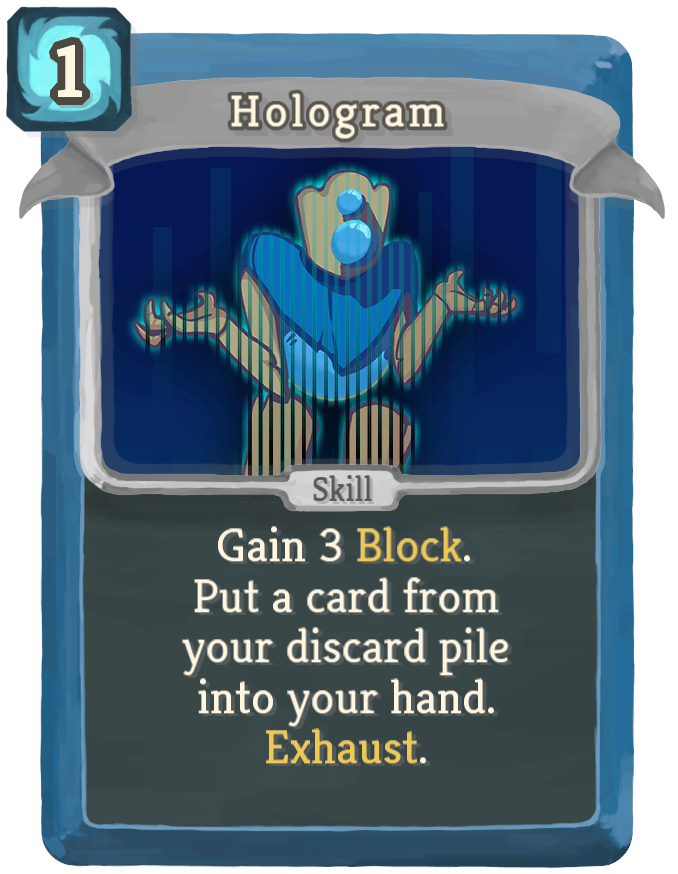 1
Hologram
Skill
Gain 3 Block.
Put a card from
your discard pile
into your hand.
Exhaust.